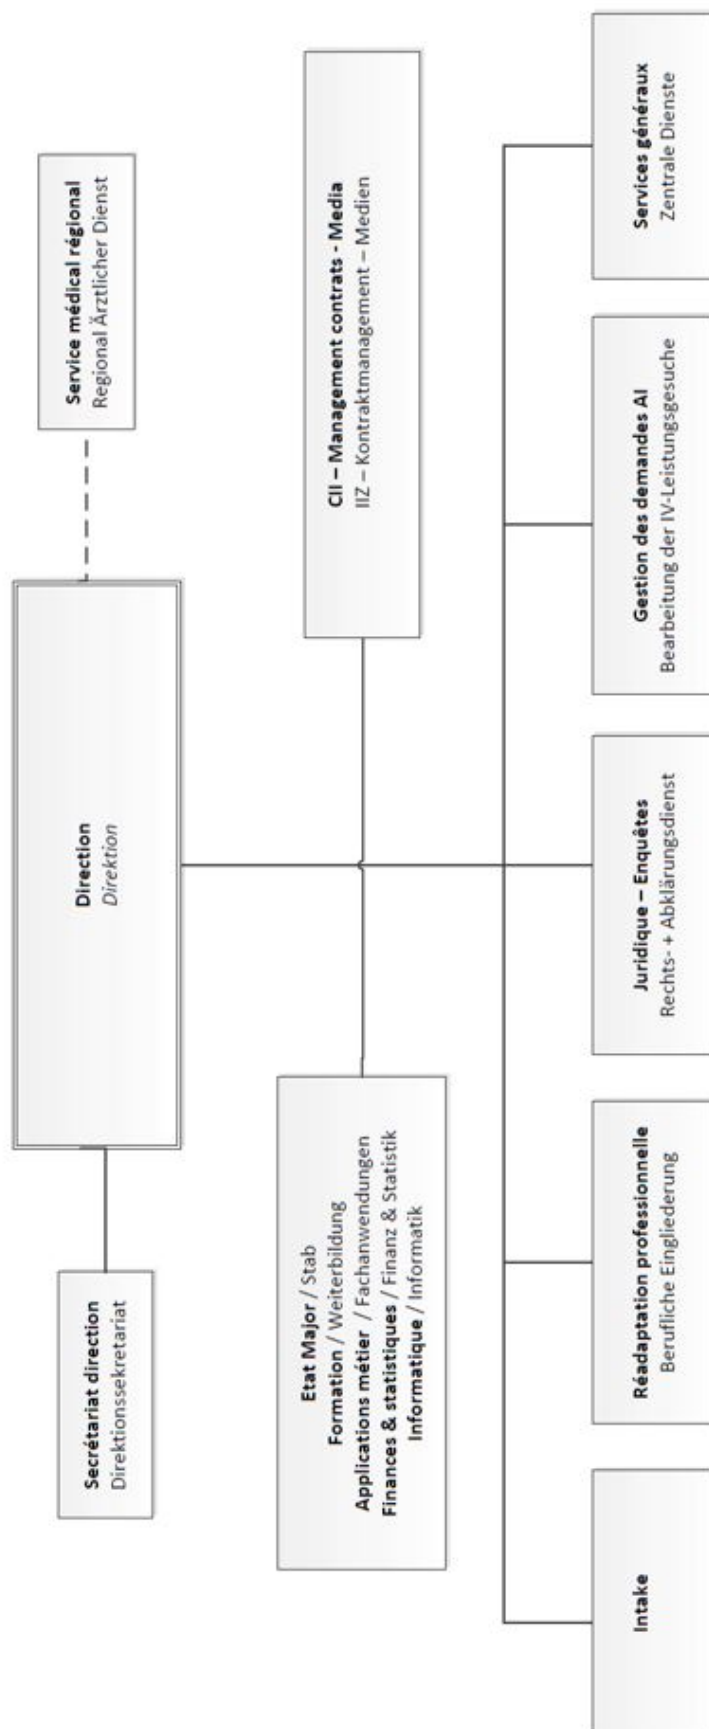 Direction
Direktion
Secrétariat direction
Direktionssekretariat
Service médical régional
Regional Ärztlicher Dienst
Etat Major / Stab
Formation / Weiterbildung
Applications métier / Fachanwendungen
Finances & statistiques / Finanz & Statistik
Informatique / Informatik
CII – Management contrats - Media
IIZ – Kontraktmanagement – Medien
Intake
Réadaptation professionnelle
Berufliche Eingliederung
Juridique – Enquêtes
Rechts- + Abklärungsdienst
Gestion des demandes AI
Bearbeitung der IV-Leistungsgesuche
Services généraux
Zentrale Dienste